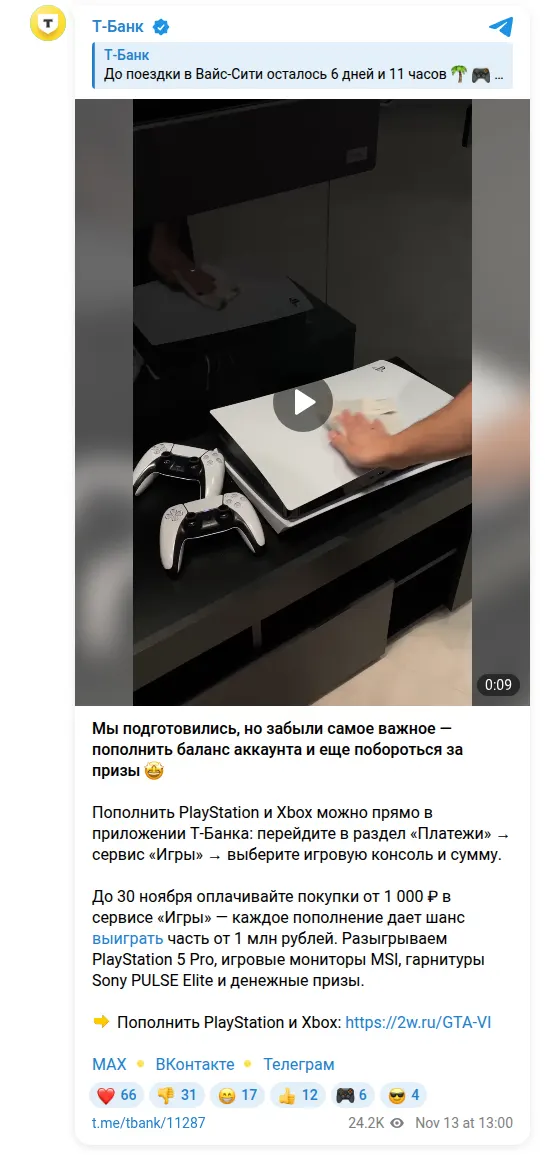 Т-Банк
Т-Банк
До поездки в Вайс-Сити осталось 6 дней и 11 часов 🌴 🎮 ...
0:09
Мы подготовились, но забыли самое важное —
пополнить баланс аккаунта и еще побороться за
призы 🤩
Пополнить PlayStation и Xbox можно прямо в
приложении Т-Банка: перейдите в раздел «Платежи» →
сервис «Игры» → выберите игровую консоль и сумму.
До 30 ноября оплачивайте покупки от 1 000 ₽ в
сервисе «Игры» — каждое пополнение дает шанс
выиграть часть от 1 млн рублей. Разыгрываем
PlayStation 5 Pro, игровые мониторы MSI, гарнитуры
Sony PULSE Elite и денежные призы.
👉 Пополнить PlayStation и Xbox: https://2w.ru/GTA-VI
MAX • ВКонтакте • Телеграм
❤️ 66 👎 31 😁 17 👍 12 🎮 6 😎 4
t.me/tbank/11287 24.2K Nov 13 at 13:00